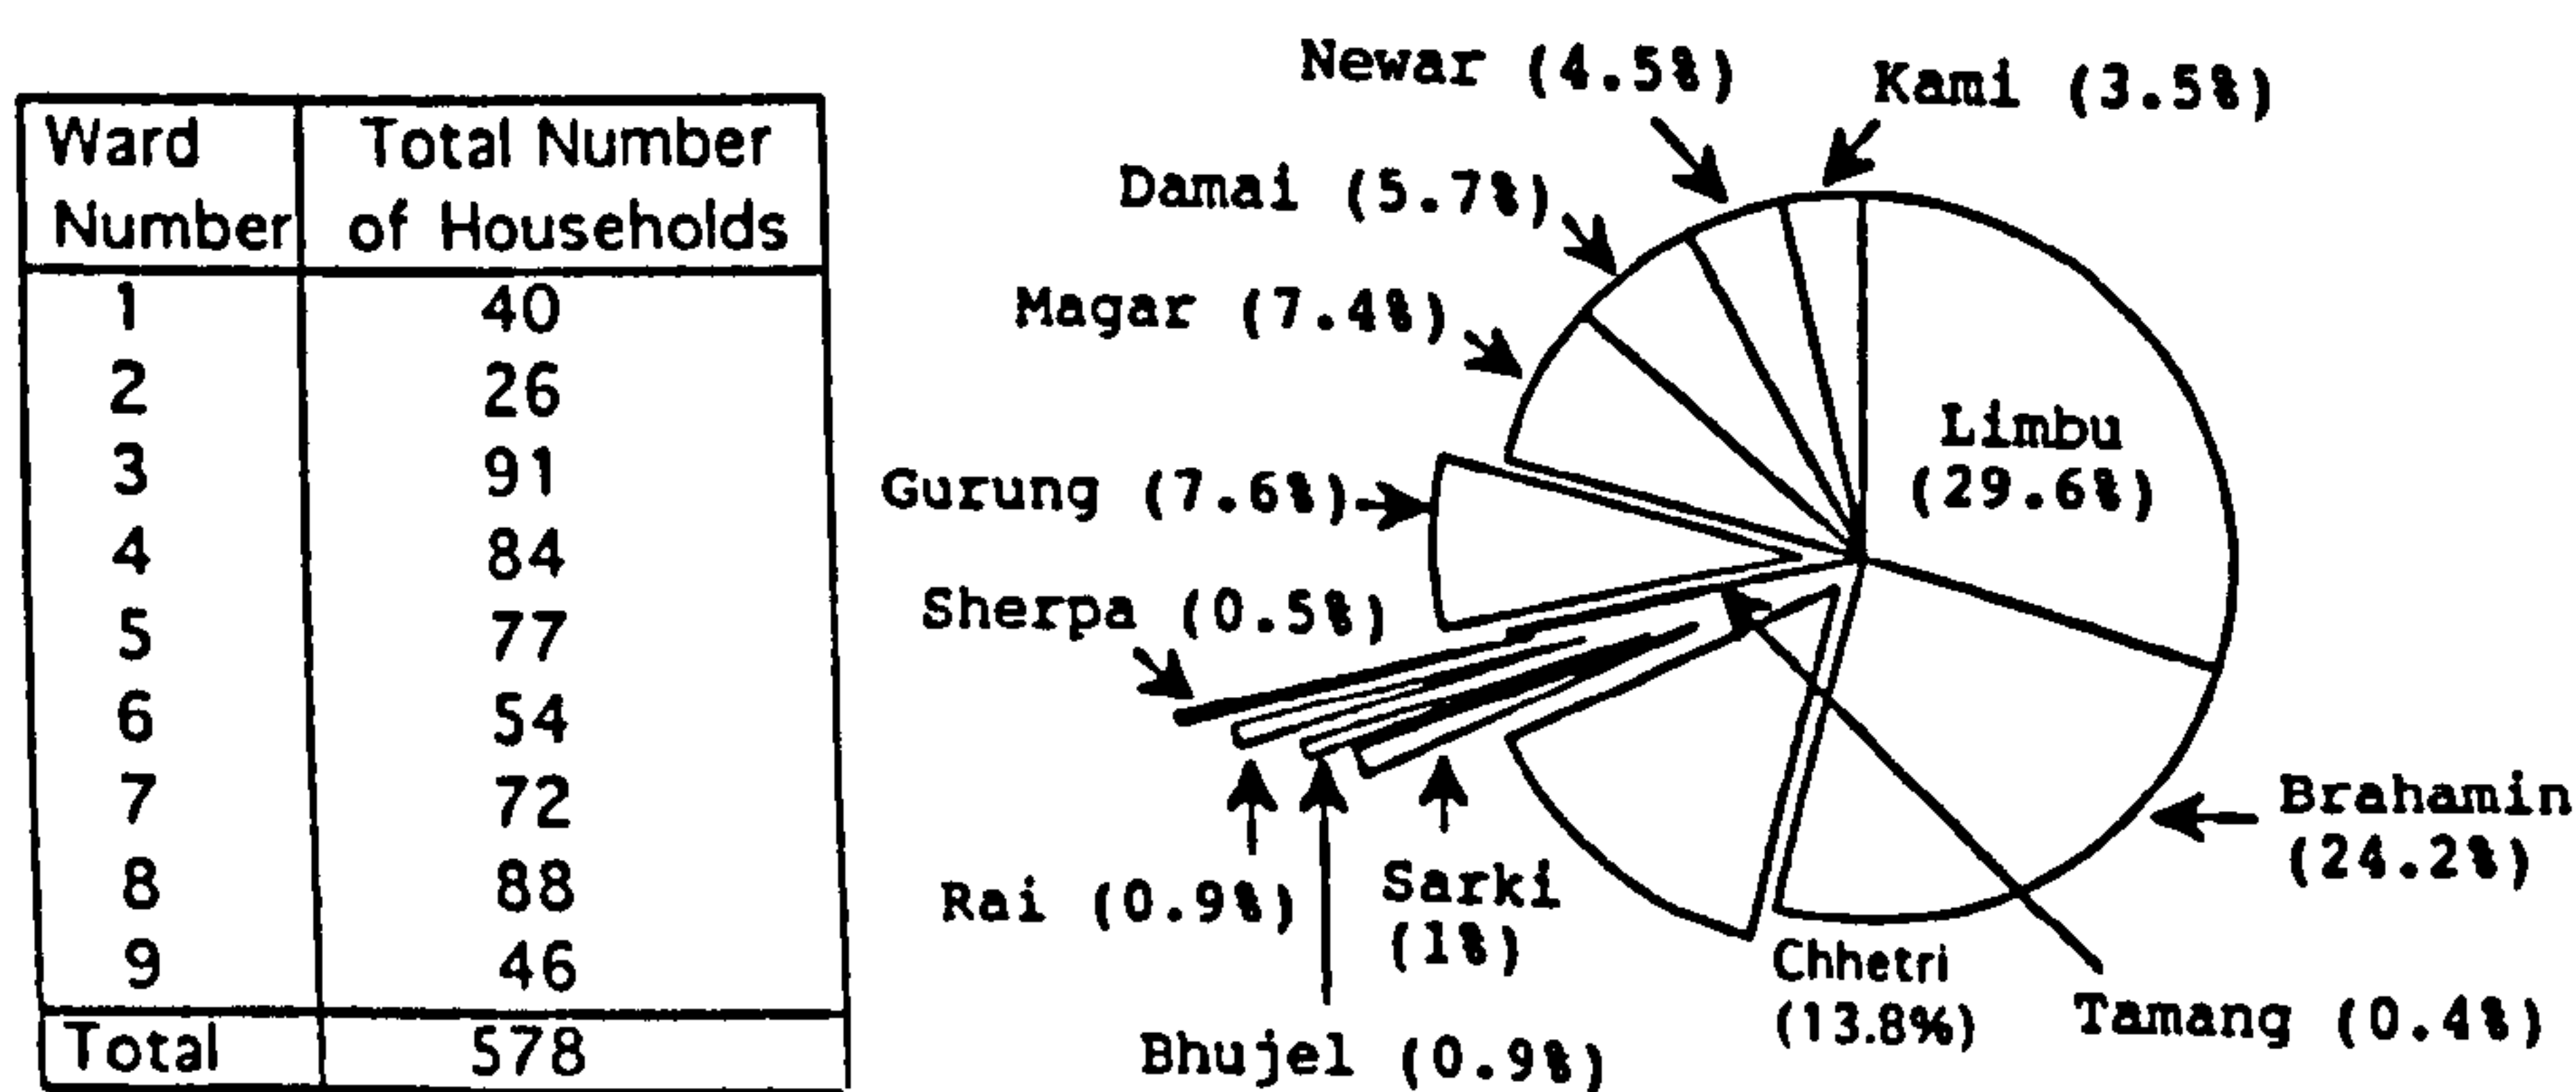 Ward Number Total Number of Households
1 40
2 26
3 91
4 84
5 77
6 54
7 72
8 88
9 46
Total 578
Newar (4.5%)
Kami (3.5%)
Damai (5.7%)
Magar (7.4%)
Limbu
(29.6%)
Gurung (7.6%)
Sherpa (0.5%)
Brahamin
(24.2%)
Rai (0.9%)
Sarki
(1%)
Chhetri
(13.8%)
Tamang (0.4%)
Bhujel (0.9%)